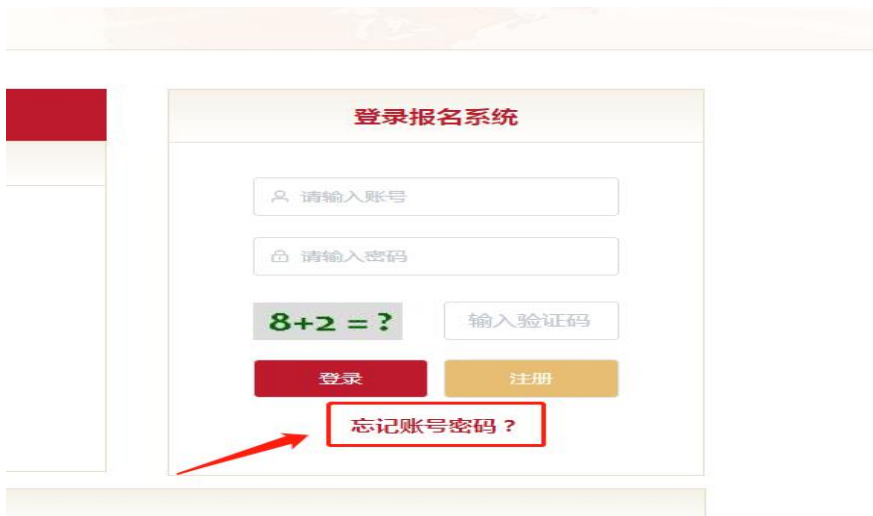 登录报名系统
请输入账号
请输入密码
8+2 = ?
输入验证码
登录
注册
忘记账号密码？